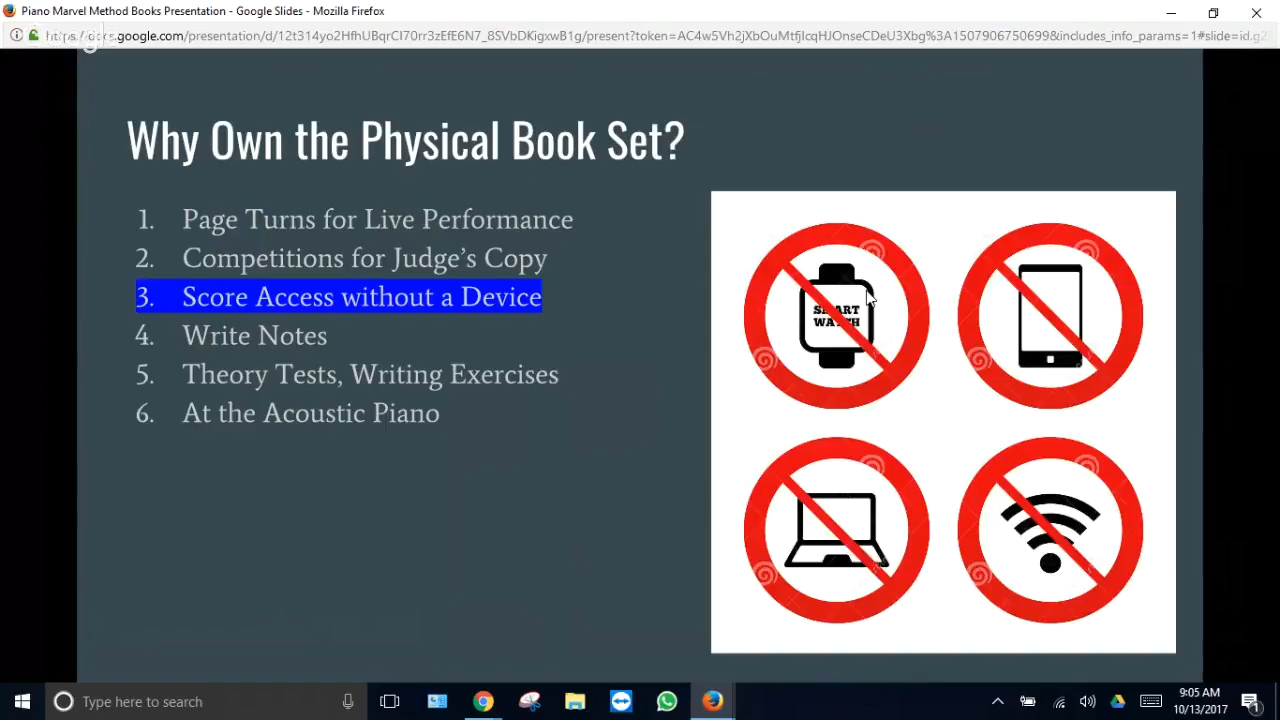 Piano Marvel Method Books Presentation - Google Slides - Mozilla Firefox
.google.com/presentation/d/12t314yo2HfhUBqrCI70rr3zEfE6N7_8SVbDKigxwB1g/present?token=AC4w5Vh2jXbOuMtfjIcqHJOnseCDeU3Xbg%3A1507906750699&includes_info_params=1#slide=id.g2
Why Own the Physical Book Set?
1. Page Turns for Live Performance
2. Competitions for Judge's Copy
3. Score Access without a Device
4. Write Notes
5. Theory Tests, Writing Exercises
6. At the Acoustic Piano
SMART
WATCH
Type here to search
9:05 AM
10/13/2017
1